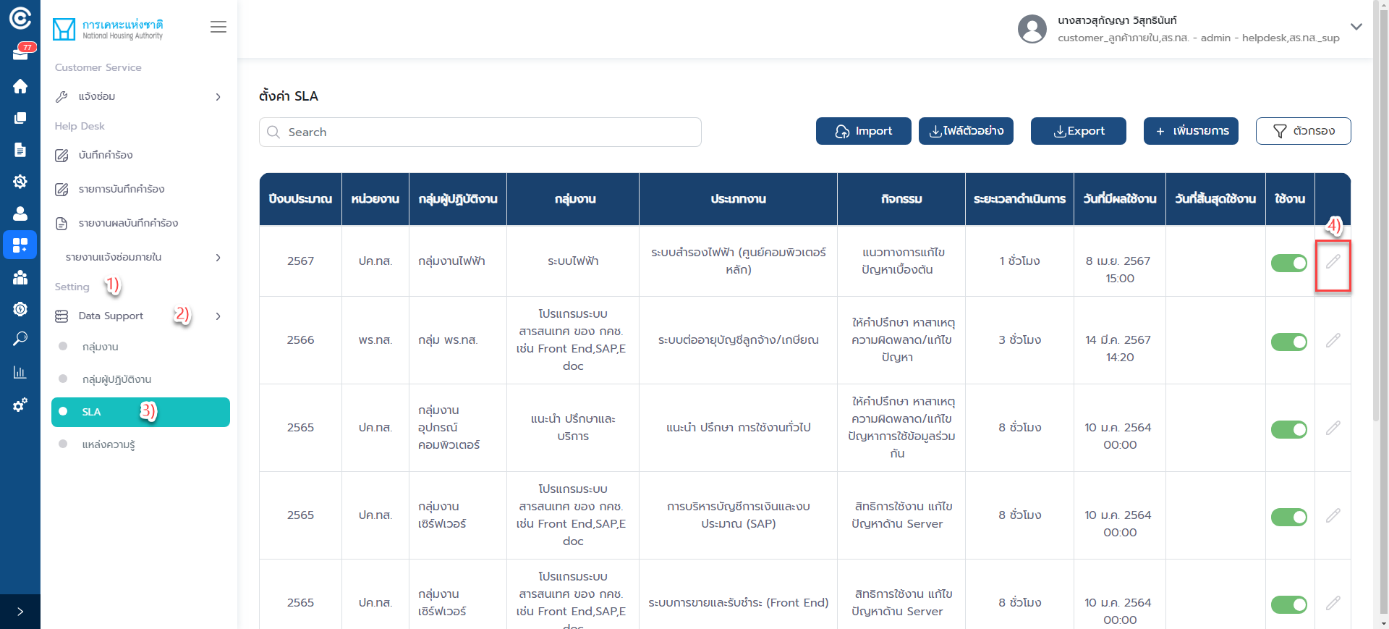 77
การเคหะแห่งชาติ
National Housing Authority
นางสาวสุกัญญา วิสุทธินันท์
customer_ลูกค้าภายใน,สร.ทส. - admin - helpdesk,สร.ทส._sup
Customer Service
แจ้งซ่อม
Help Desk
บันทึกคำร้อง
รายการบันทึกคำร้อง
รายงานผลบันทึกคำร้อง
รายงานแจ้งซ่อมภายใน
Setting 1)
Data Support 2)
กลุ่มงาน
กลุ่มผู้ปฏิบัติงาน
SLA 3)
แหล่งความรู้
ตั้งค่า SLA
Search
Import
ไฟล์ตัวอย่าง
Export
+ เพิ่มรายการ
ตัวกรอง
ปีงบประมาณ หน่วยงาน กลุ่มผู้ปฏิบัติงาน กลุ่มงาน ประเภทงาน กิจกรรม ระยะเวลาดำเนินการ วันที่มีผลใช้งาน วันที่สิ้นสุดใช้งาน ใช้งาน
4)
2567
ปค.ทส.
กลุ่มงานไฟฟ้า
ระบบไฟฟ้า
ระบบสำรองไฟฟ้า (ศูนย์คอมพิวเตอร์
หลัก)
แนวทางการแก้ไข
ปัญหาเบื้องต้น
1 ชั่วโมง
8 เม.ย. 2567
15:00
2566
พร.ทส.
กลุ่ม พร.ทส.
โปรแกรมระบบ
สารสนเทศ ของ กคช.
เช่น Front End,SAP,E
doc
ระบบต่ออายุบัญชีลูกจ้าง/เกษียณ
ให้คำปรึกษา หาสาเหตุ
ความผิดพลาด/แก้ไข
ปัญหา
3 ชั่วโมง
14 มี.ค. 2567
14:20
2565
ปค.ทส.
กลุ่มงาน
อุปกรณ์
คอมพิวเตอร์
แนะนำ ปรึกษาและ
บริการ
แนะนำ ปรึกษา การใช้งานทั่วไป
ให้คำปรึกษา หาสาเหตุ
ความผิดพลาด/แก้ไข
ปัญหาการใช้ข้อมูลร่วม
กัน
8 ชั่วโมง
10 ม.ค. 2564
00:00
2565
ปค.ทส.
กลุ่มงาน
เซิร์ฟเวอร์
โปรแกรมระบบ
สารสนเทศ ของ กคช.
เช่น Front End,SAP,E
doc
การบริหารบัญชีการเงินและงบ
ประมาณ (SAP)
สิทธิการใช้งาน แก้ไข
ปัญหาด้าน Server
8 ชั่วโมง
10 ม.ค. 2564
00:00
2565
ปค.ทส.
กลุ่มงาน
เซิร์ฟเวอร์
โปรแกรมระบบ
สารสนเทศ ของ กคช.
เช่น Front End,SAP,E
doc
ระบบการขายและรับชำระ (Front End)
สิทธิการใช้งาน แก้ไข
ปัญหาด้าน Server
8 ชั่วโมง
10 ม.ค. 2564
00:00